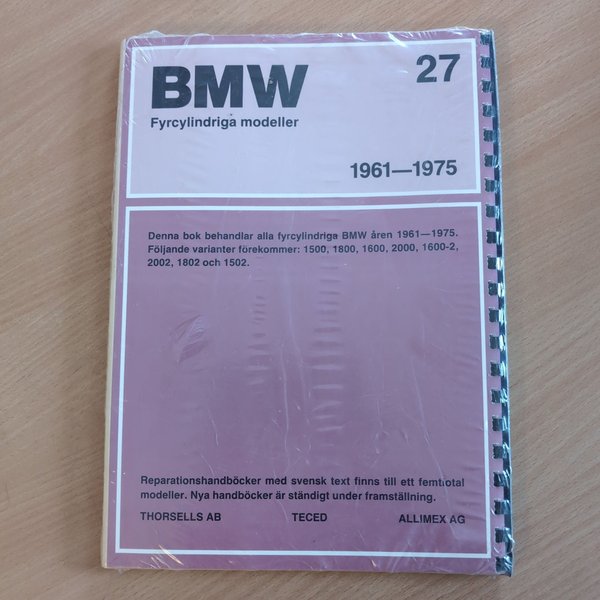 BMW
27
Fyrcylindriga modeller
1961—1975
Denna bok behandlar alla fyrcylindriga BMW åren 1961—1975.
Följande varianter förekommer: 1500, 1800, 1600, 2000, 1600-2,
2002, 1802 och 1502.
Reparationshandböcker med svensk text finns till ett femtiotal
modeller. Nya handböcker är ständigt under framställning.
THORSELLS AB TECED ALLIMEX AG